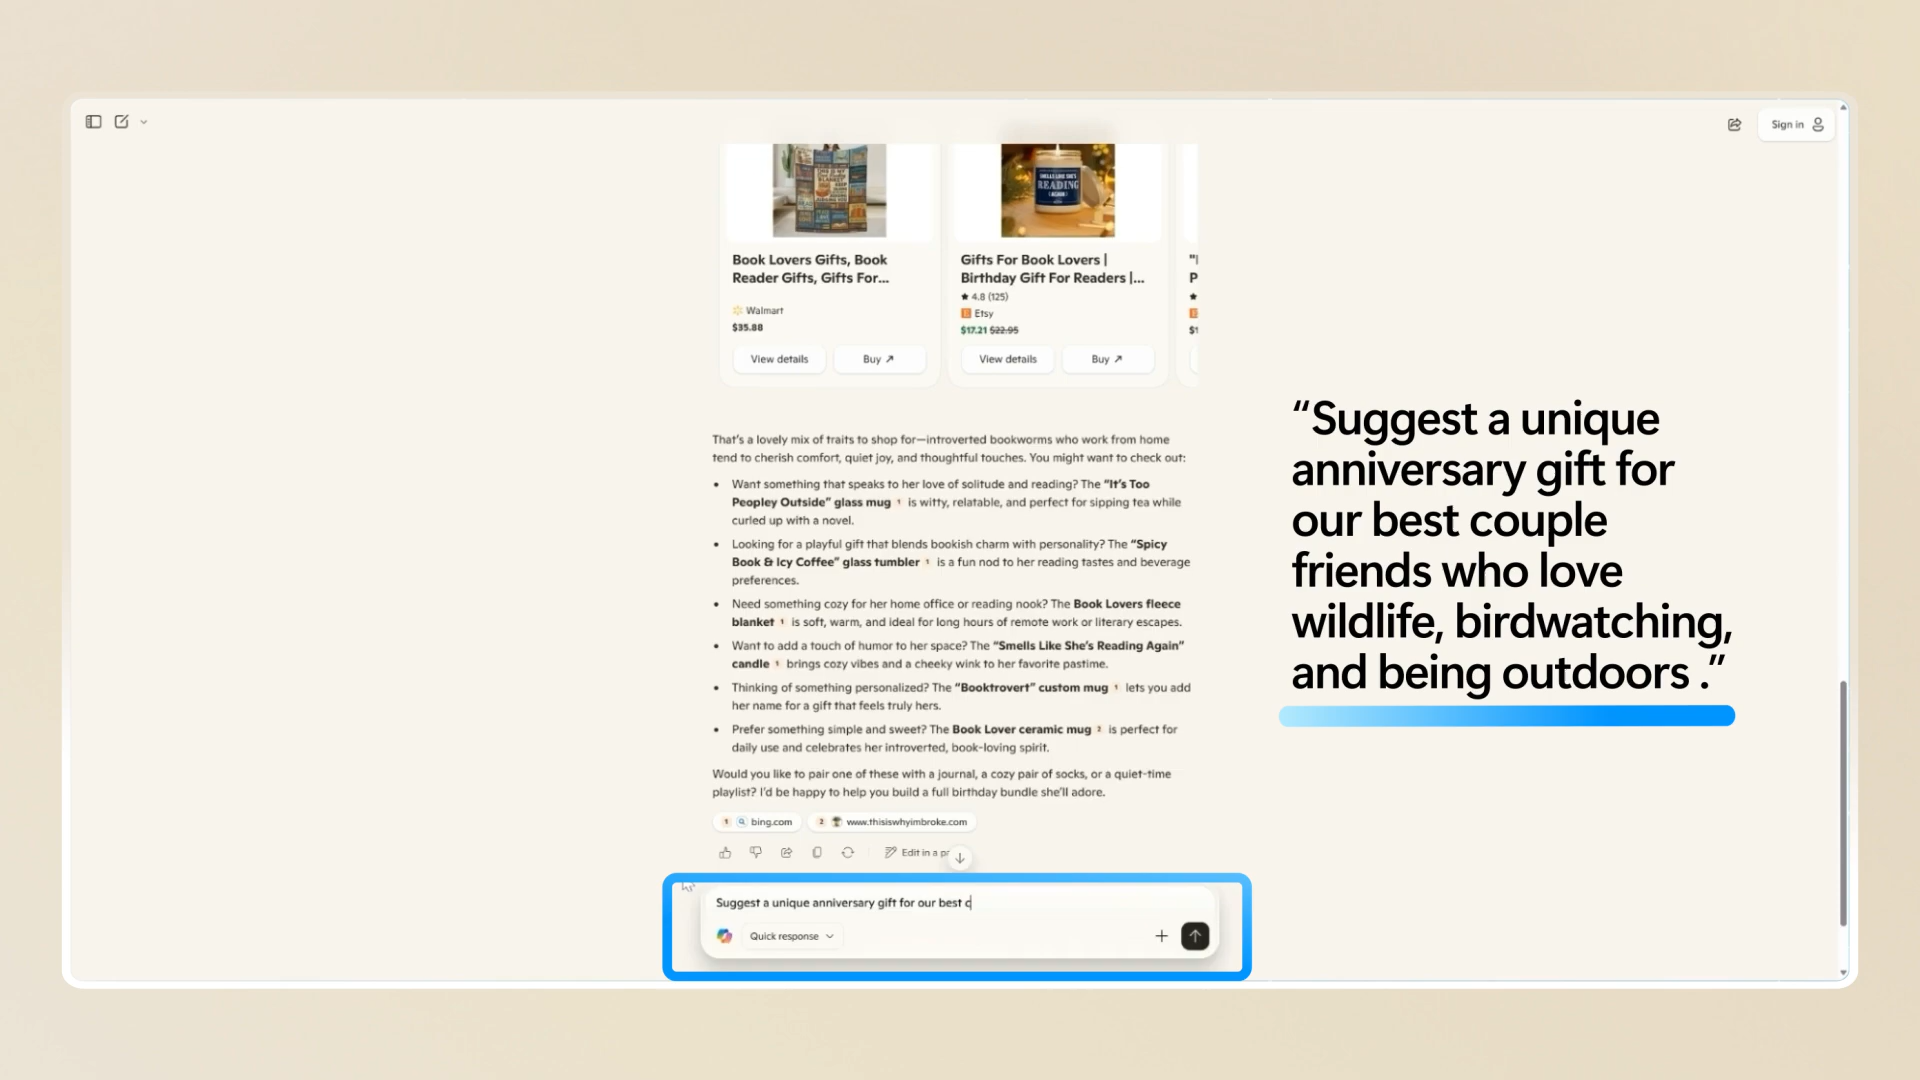 Sign in
READING
Book Lovers Gifts, Book
Reader Gifts, Gifts For...
Walmart
$35.88
View details
Buy
Gifts For Book Lovers |
Birthday Gift For Readers |...
★ 4.8 (125)
Etsy
$17.21 $22.95
View details
Buy
That's a lovely mix of traits to shop for—introverted bookworms who work from home
tend to cherish comfort, quiet joy, and thoughtful touches. You might want to check out:
• Want something that speaks to her love of solitude and reading? The "It's Too
Peopley Outside" glass mug 1 is witty, relatable, and perfect for sipping tea while
curled up with a novel.
• Looking for a playful gift that blends bookish charm with personality? The "Spicy
Book & Icy Coffee" glass tumbler 1 is a fun nod to her reading tastes and beverage
preferences.
• Need something cozy for her home office or reading nook? The Book Lovers fleece
blanket 1 is soft, warm, and ideal for long hours of remote work or literary escapes.
• Want to add a touch of humor to her space? The "Smells Like She's Reading Again"
candle 1 brings cozy vibes and a cheeky wink to her favorite pastime.
• Thinking of something personalized? The "Booktrovert" custom mug 1 lets you add
her name for a gift that feels truly hers.
• Prefer something simple and sweet? The Book Lover ceramic mug 2 is perfect for
daily use and celebrates her introverted, book-loving spirit.
Would you like to pair one of these with a journal, a cozy pair of socks, or a quiet-time
playlist? I'd be happy to help you build a full birthday bundle she'll adore.
1 bing.com 2 www.thisiswhyimbroke.com
Edit in a p
Suggest a unique anniversary gift for our best c
Quick response
“Suggest a unique
anniversary gift for
our best couple
friends who love
wildlife, birdwatching,
and being outdoors .”